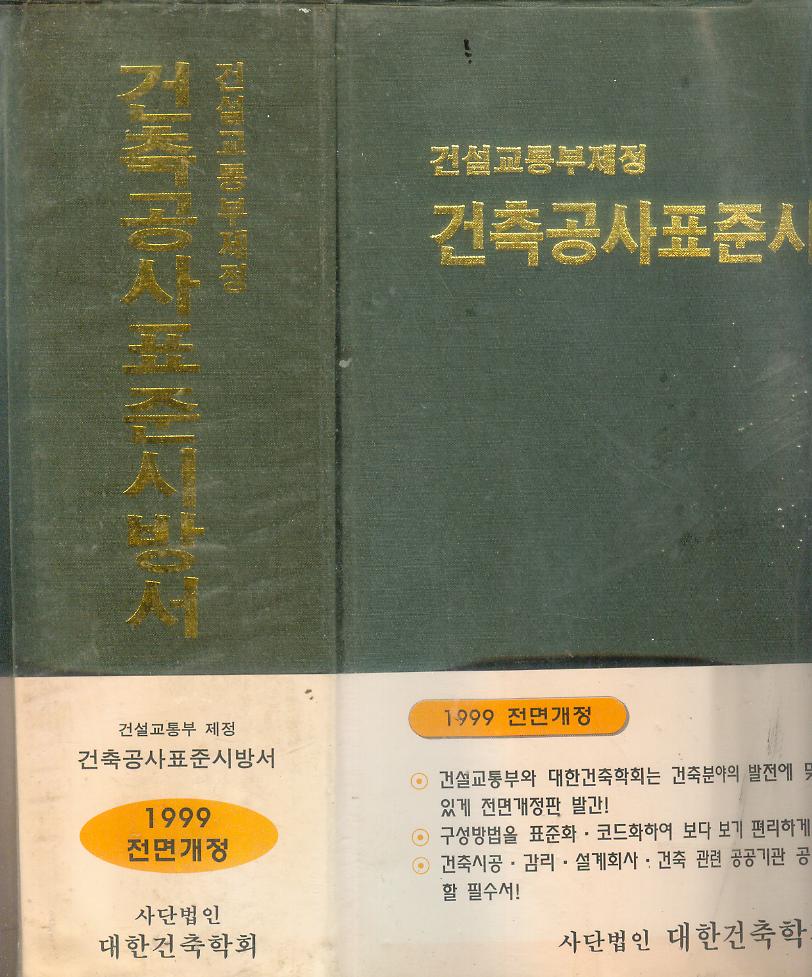 건설교통부제정
건축공사표준시방서
건설교통부 제정
건축공사표준시방서
1999
전면개정
사단법인
대한건축학회
건설교통부제정
건축공사표준시
1999 전면개정
건설교통부와 대한건축학회는 건축분야의 발전에
있게 전면개정판 발간!
구성방법을 표준화·코드화하여 보다 보기 편리하게
건축시공·감리·설계회사·건축 관련 공공기관 공
할 필수서!
사단법인 대한건축학